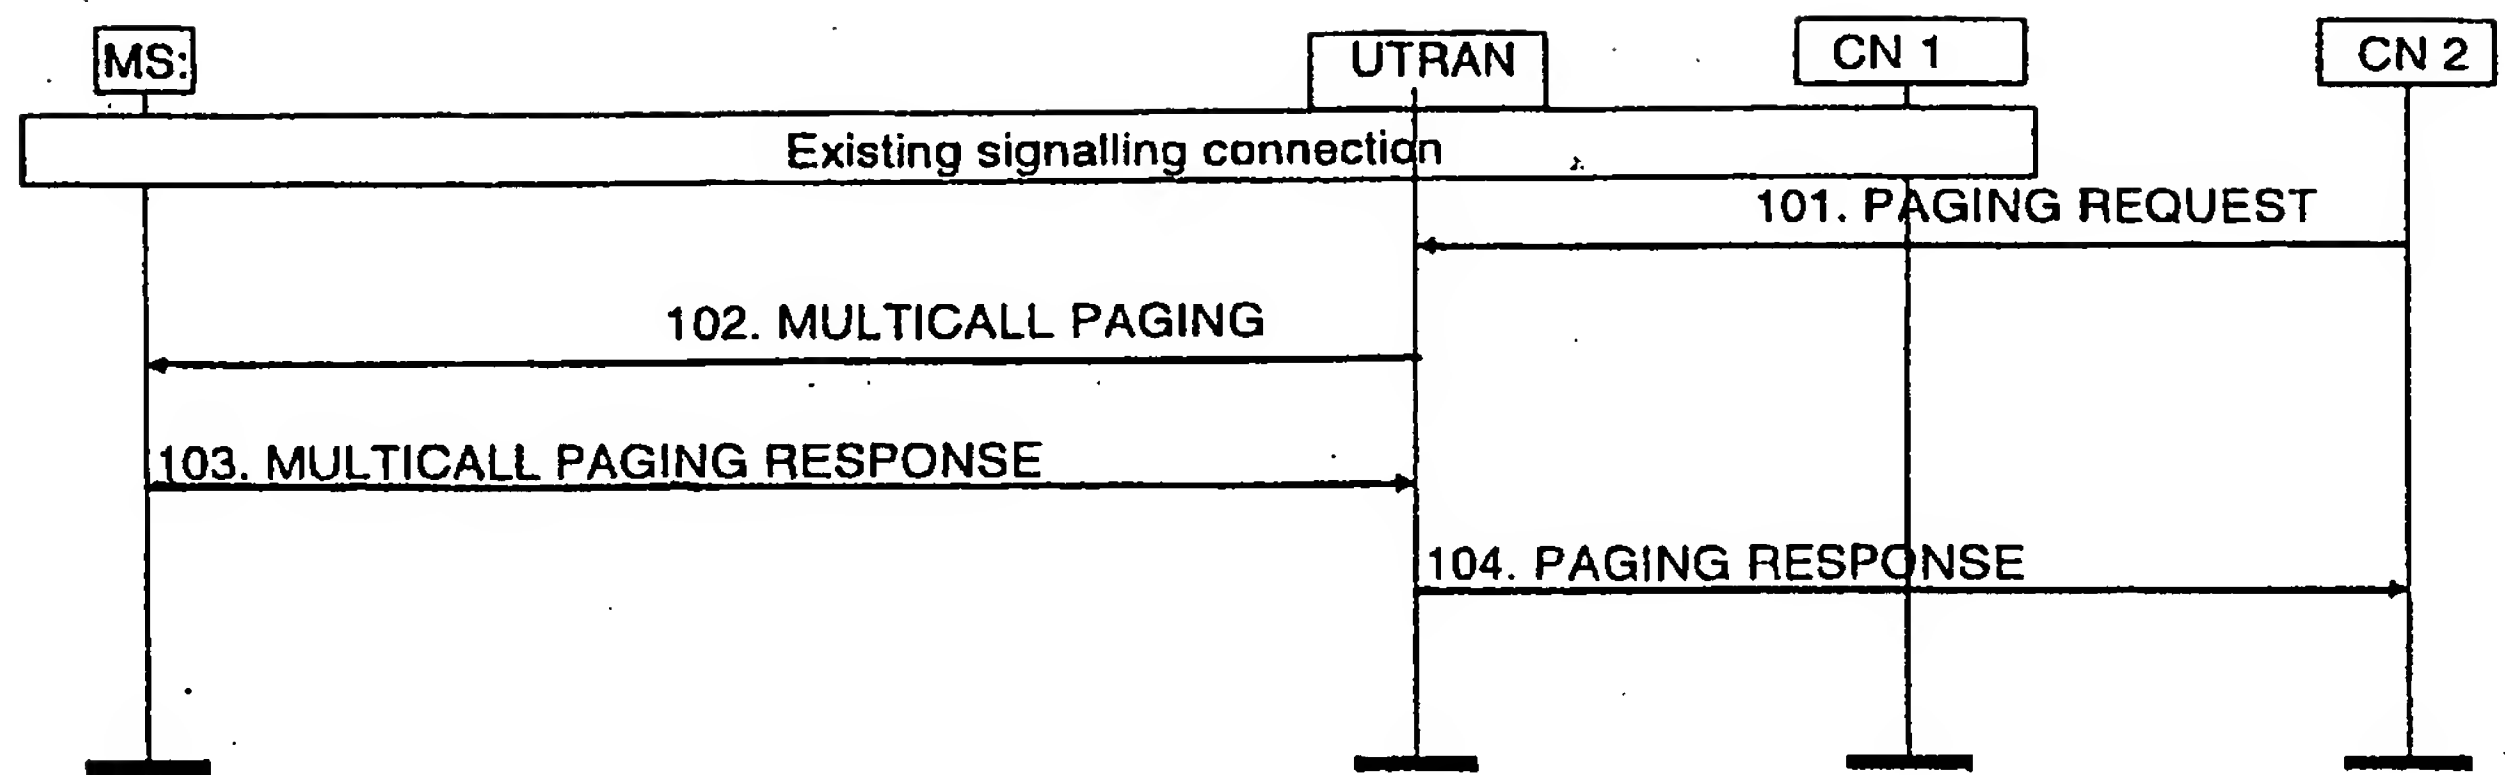 MS:
UTRAN
CN 1
CN 2
Existing signalling connection
101. PAGING REQUEST
102. MULTICALL PAGING
103. MULTICALL PAGING RESPONSE
104. PAGING RESPONSE